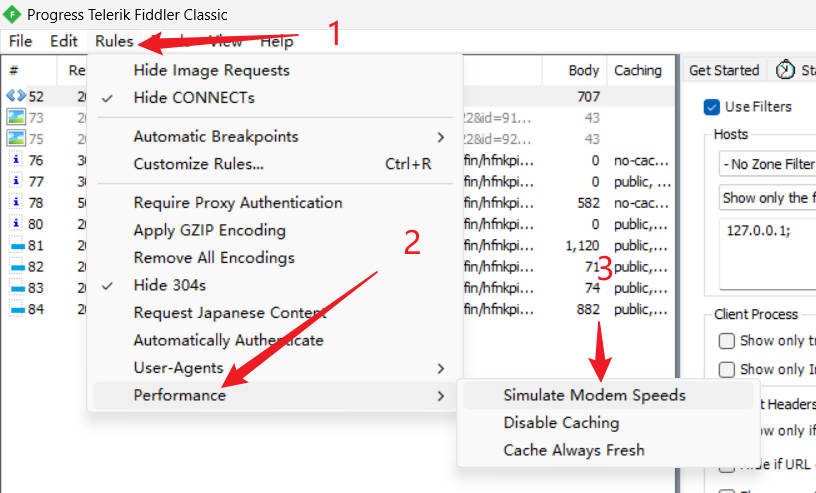 Progress Telerik Fiddler Classic
File Edit Rules View Help
1
# Re Body Caching
Get Started Sta
Hide Image Requests
✓ Hide CONNECTs
Automatic Breakpoints >
Customize Rules... Ctrl+R
Require Proxy Authentication
Apply GZIP Encoding
Remove All Encodings
✓ Hide 304s
Request Japanese Content
Automatically Authenticate
User-Agents >
Performance >
2
3
Simulate Modem Speeds
Disable Caching
Cache Always Fresh
52 20 707
73 20 22&id=91... 43
75 20 22&id=92... 43
76 30 fin/hfnkpi... 0 no-cac...
77 30 fin/hfnkpi... 0 public, ...
78 50 fin/hfnkpi... 582 no-cac...
80 20 fin/hfnkpi... 0 public,...
81 20 fin/hfnkpi... 1,120 public,...
82 20 fin/hfnkpi... 71 public,...
83 20 fin/hfnkpi... 74 public,...
84 20 fin/hfnkpi... 882 public,...
Use Filters
Hosts
- No Zone Filter
Show only the f
127.0.0.1;
Client Process
Show only tr
Show only In
t Headers
ow only if
Hide if URL